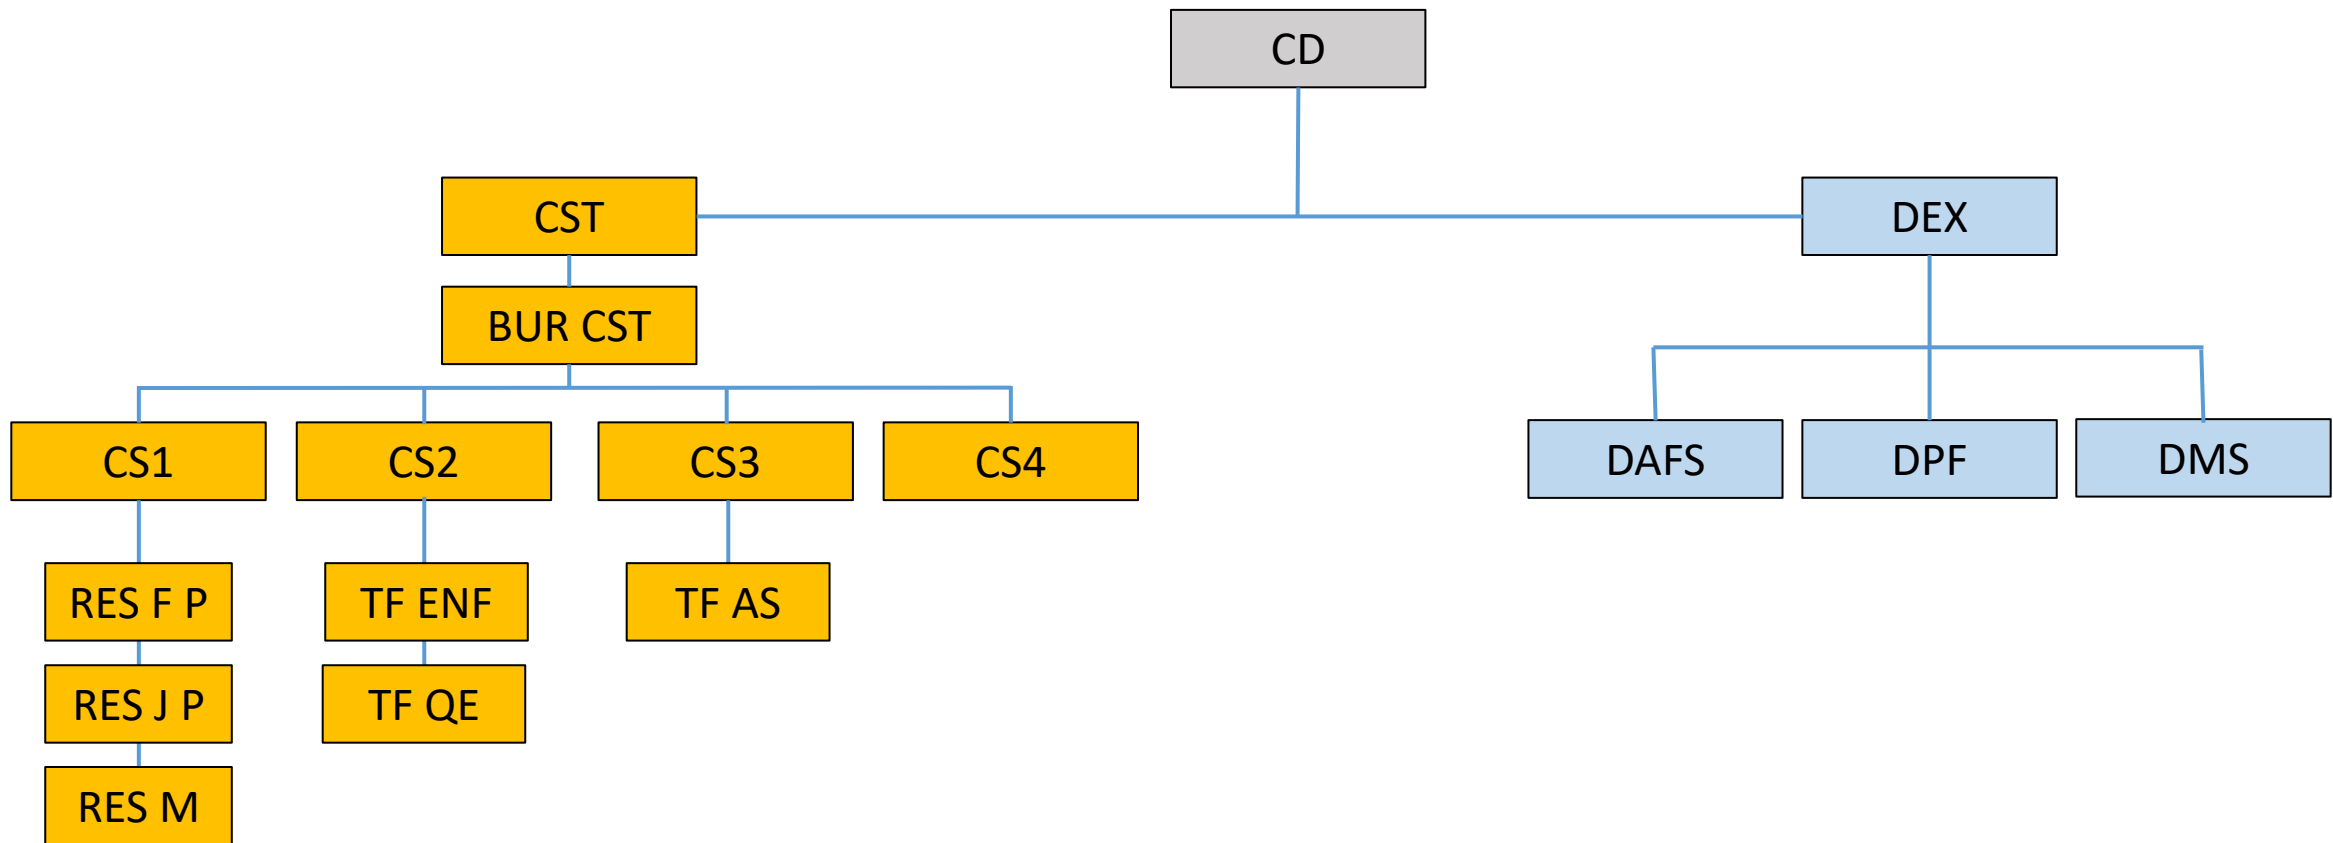 CD
CST
DEX
BUR CST
CS1
CS2
CS3
CS4
DAFS
DPF
DMS
RES F P
TF ENF
TF AS
RES J P
TF QE
RES M